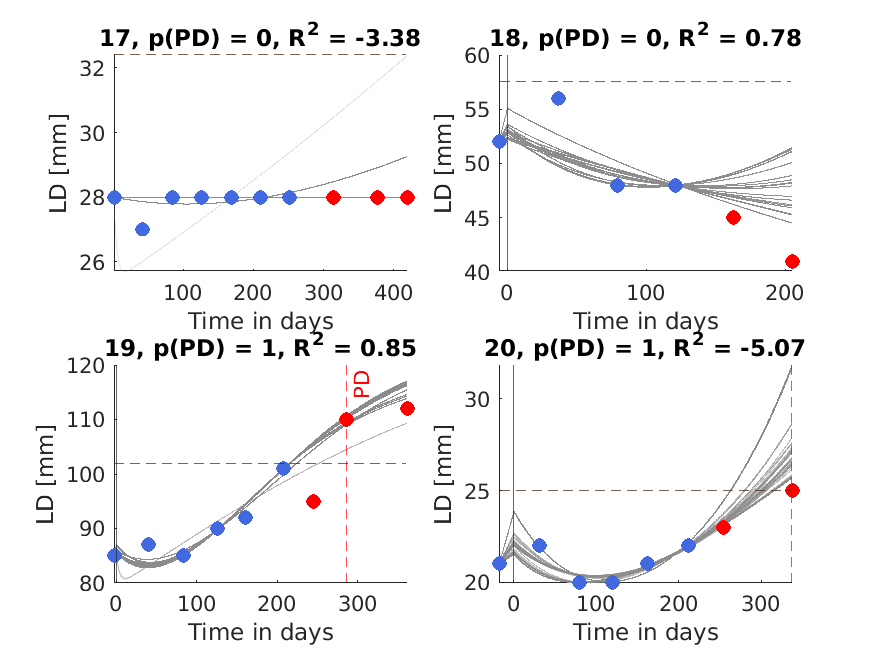 17, p(PD) = 0, R² = -3.38
32
30
28
26
LD [mm]
100
200
300
400
Time in days
18, p(PD) = 0, R² = 0.78
60
55
50
45
40
LD [mm]
0
100
200
Time in days
19, p(PD) = 1, R² = 0.85
120
110
100
90
80
LD [mm]
PD
0
100
200
300
Time in days
20, p(PD) = 1, R² = -5.07
30
25
20
LD [mm]
0
100
200
300
Time in days